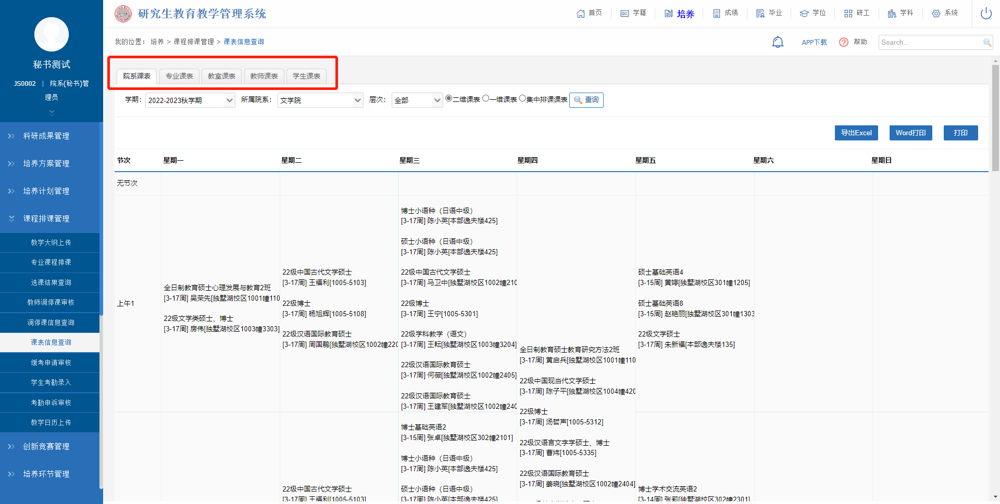 研究生教育教学管理系统
首页
学籍
培养
成绩
毕业
学位
研工
学科
系统
秘书测试
JS0002 | 院系(秘书)管
理员
我的位置： 培养 > 课程排课管理 > 课表信息查询
APP下载
帮助
Search...
科研成果管理
培养方案管理
培养计划管理
课程排课管理
教学大纲上传
专业课程排课
选课结果查询
教师调停课审核
调停课信息查询
课表信息查询
缓考申请审核
学生考勤录入
考勤申诉审核
教学日历上传
创新竞赛管理
培养环节管理
院系课表
专业课表
教室课表
教师课表
学生课表
学期： 2022-2023秋学期 所属院系： 文学院 层次： 全部 二维课表 一维课表 集中排课课表 查询
导出Excel
Word打印
打印
节次 星期一 星期二 星期三 星期四 星期五 星期六 星期日
无节次
上午1
全日制教育硕士心理发展与教育2班
[3-17周] 吴荣先[独墅湖校区1001幢110
22级文学类硕士、博士
[3-17周] 房伟[独墅湖校区1003幢3303]
22级中国古代文学硕士
[3-17周] 王福利[1005-5103]
22级博士
[3-17周] 杨旭辉[1005-5108]
22级汉语国际教育硕士
[3-17周] 周国鹃[独墅湖校区1002幢220
博士小语种（日语中级）
[3-17周] 陈小英[本部逸夫楼425]
硕士小语种（日语中级）
[3-17周] 陈小英[本部逸夫楼425]
22级中国古代文学硕士
[3-17周] 马卫中[独墅湖校区1002幢210
22级博士
[3-17周] 王宁[1005-5301]
22级学科教学（语文）
[3-17周] 王耘[独墅湖校区1003幢3204]
22级汉语国际教育硕士
[3-17周] 何薇[独墅湖校区1002幢2405]
22级汉语国际教育硕士
[3-17周] 王建军[独墅湖校区1002幢240
全日制教育硕士教育研究方法2班
[3-17周] 黄启兵[独墅湖校区1001幢110
22级中国现当代文学硕士
[3-17周] 陈子平[独墅湖校区1004幢420
22级博士
[3-17周] 汤哲声[1005-5312]
22级汉语言文字学硕士、博士
[3-17周] 曹炜[1005-5335]
22级汉语国际教育硕士
[3-17周] 姜晓[独墅湖校区1002幢2404]
硕士基础英语4
[3-15周] 黄婷[独墅湖校区301幢1205]
硕士基础英语8
[3-15周] 赵艳丽[独墅湖校区301幢1303
22级文学硕士
[3-17周] 朱新福[本部逸夫楼135]
22级中国古代文学硕士
[3-17周] 王福利[1005-5103]
博士基础英语2
[3-15周] 张卓[独墅湖校区302幢2101]
博士小语种（日语中级）
[3-17周] 陈小英[本部逸夫楼425]
硕士小语种（日语中级）
[3-17周] 陈小英[本部逸夫楼425]
博士学术交流英语2
[3-14周] 张莉[独墅湖校区302幢2301]